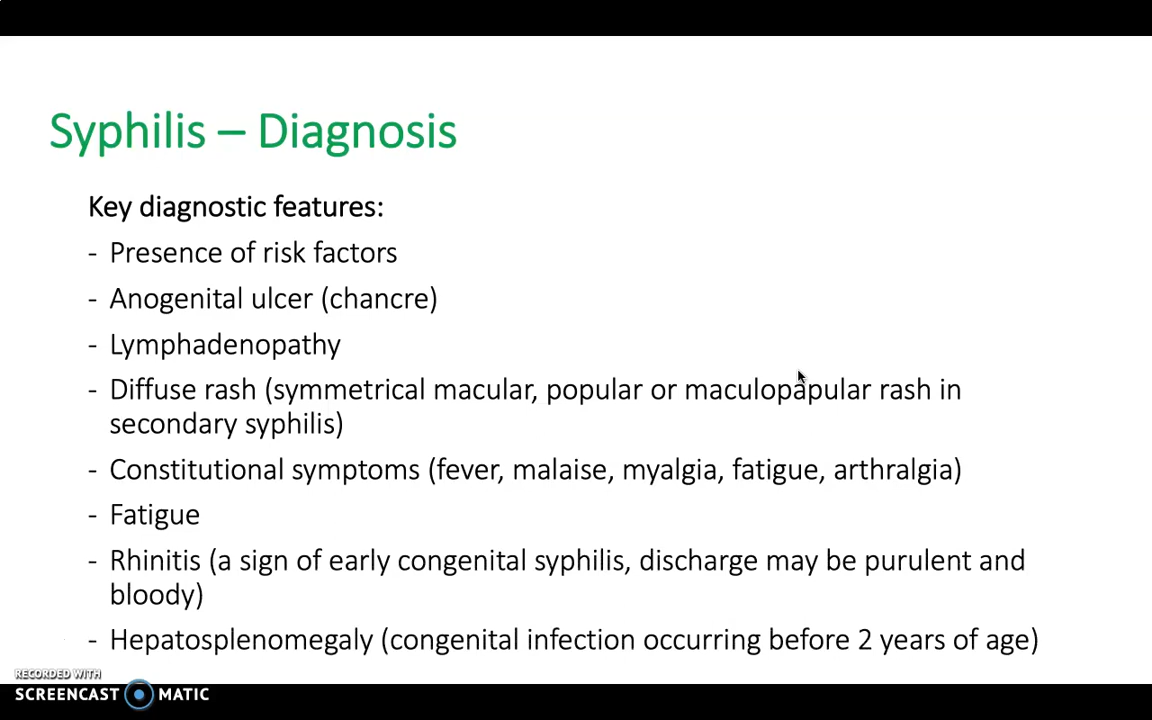 Syphilis – Diagnosis
Key diagnostic features:
- Presence of risk factors
- Anogenital ulcer (chancre)
- Lymphadenopathy
- Diffuse rash (symmetrical macular, popular or maculopapular rash in
secondary syphilis)
- Constitutional symptoms (fever, malaise, myalgia, fatigue, arthralgia)
- Fatigue
- Rhinitis (a sign of early congenital syphilis, discharge may be purulent and
bloody)
- Hepatosplenomegaly (congenital infection occurring before 2 years of age)
RECORDED WITH
SCREENCAST MATIC